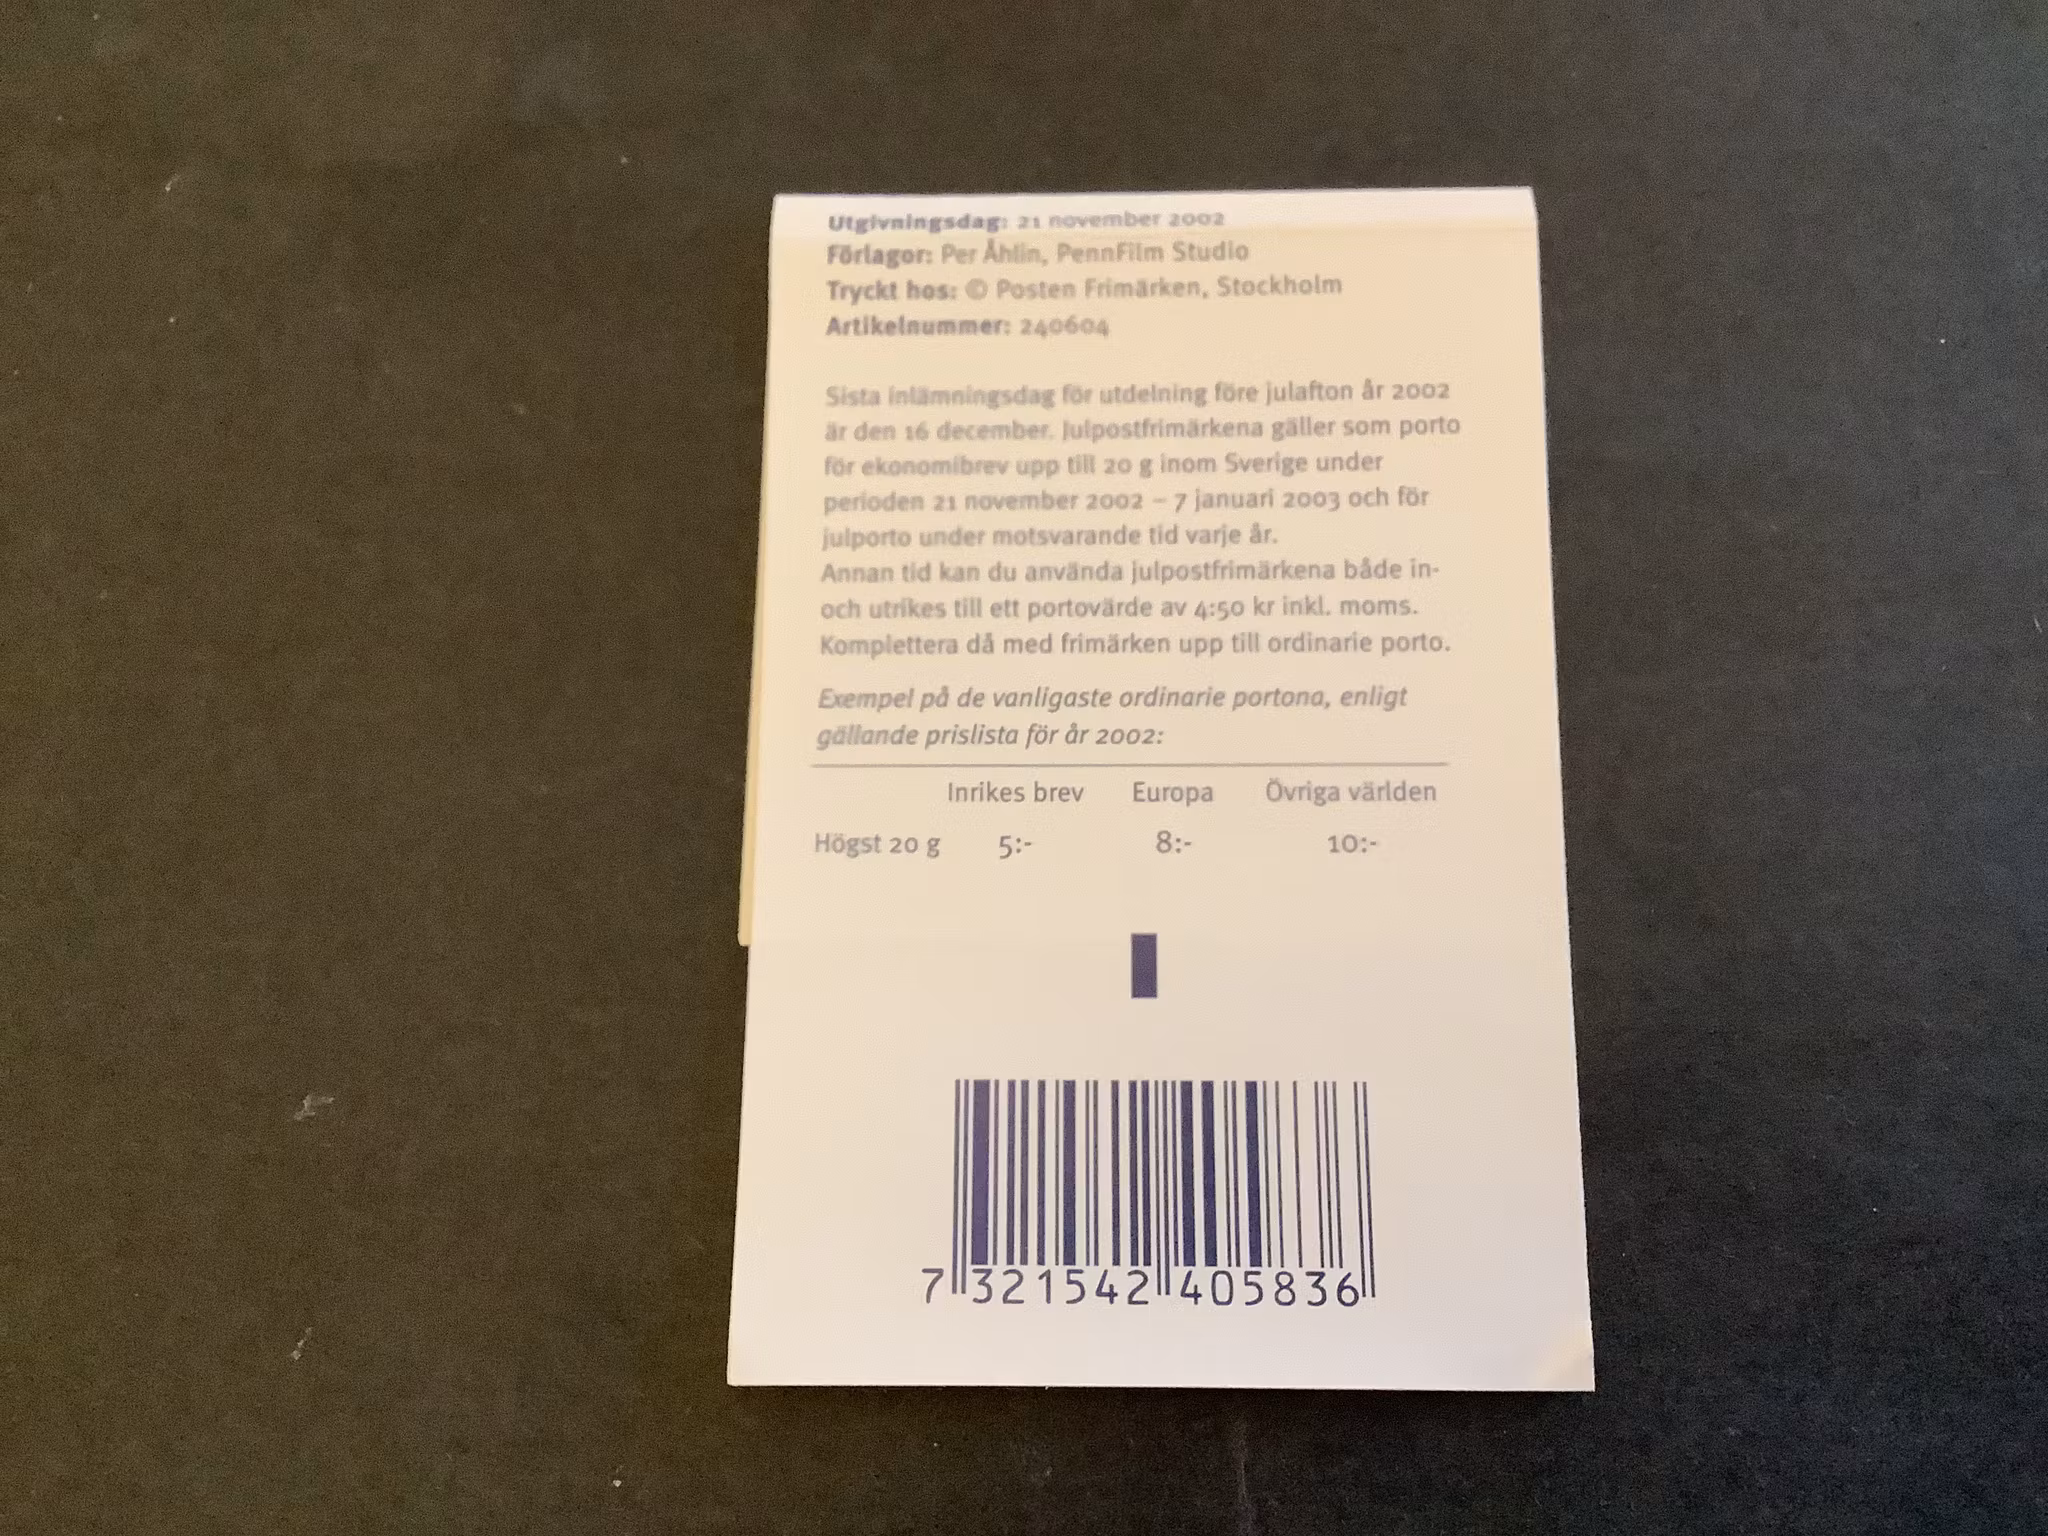 Utgivningsdag: 21 november 2002
Förlagor: Per Åhlin, PennFilm Studio
Tryckt hos: © Posten Frimärken, Stockholm
Artikelnummer: 240604
Sista inlämningsdag för utdelning före julafton år 2002
är den 16 december. Julpostfrimärkena gäller som porto
för ekonomibrev upp till 20 g inom Sverige under
perioden 21 november 2002 – 7 januari 2003 och för
julporto under motsvarande tid varje år.
Annan tid kan du använda julpostfrimärkena både in-
och utrikes till ett portovärde av 4:50 kr inkl. moms.
Komplettera då med frimärken upp till ordinarie porto.
Exempel på de vanligaste ordinarie portona, enligt
gällande prislista för år 2002:
Inrikes brev Europa Övriga världen
Högst 20 g 5:- 8:- 10:-
7 321542 405836